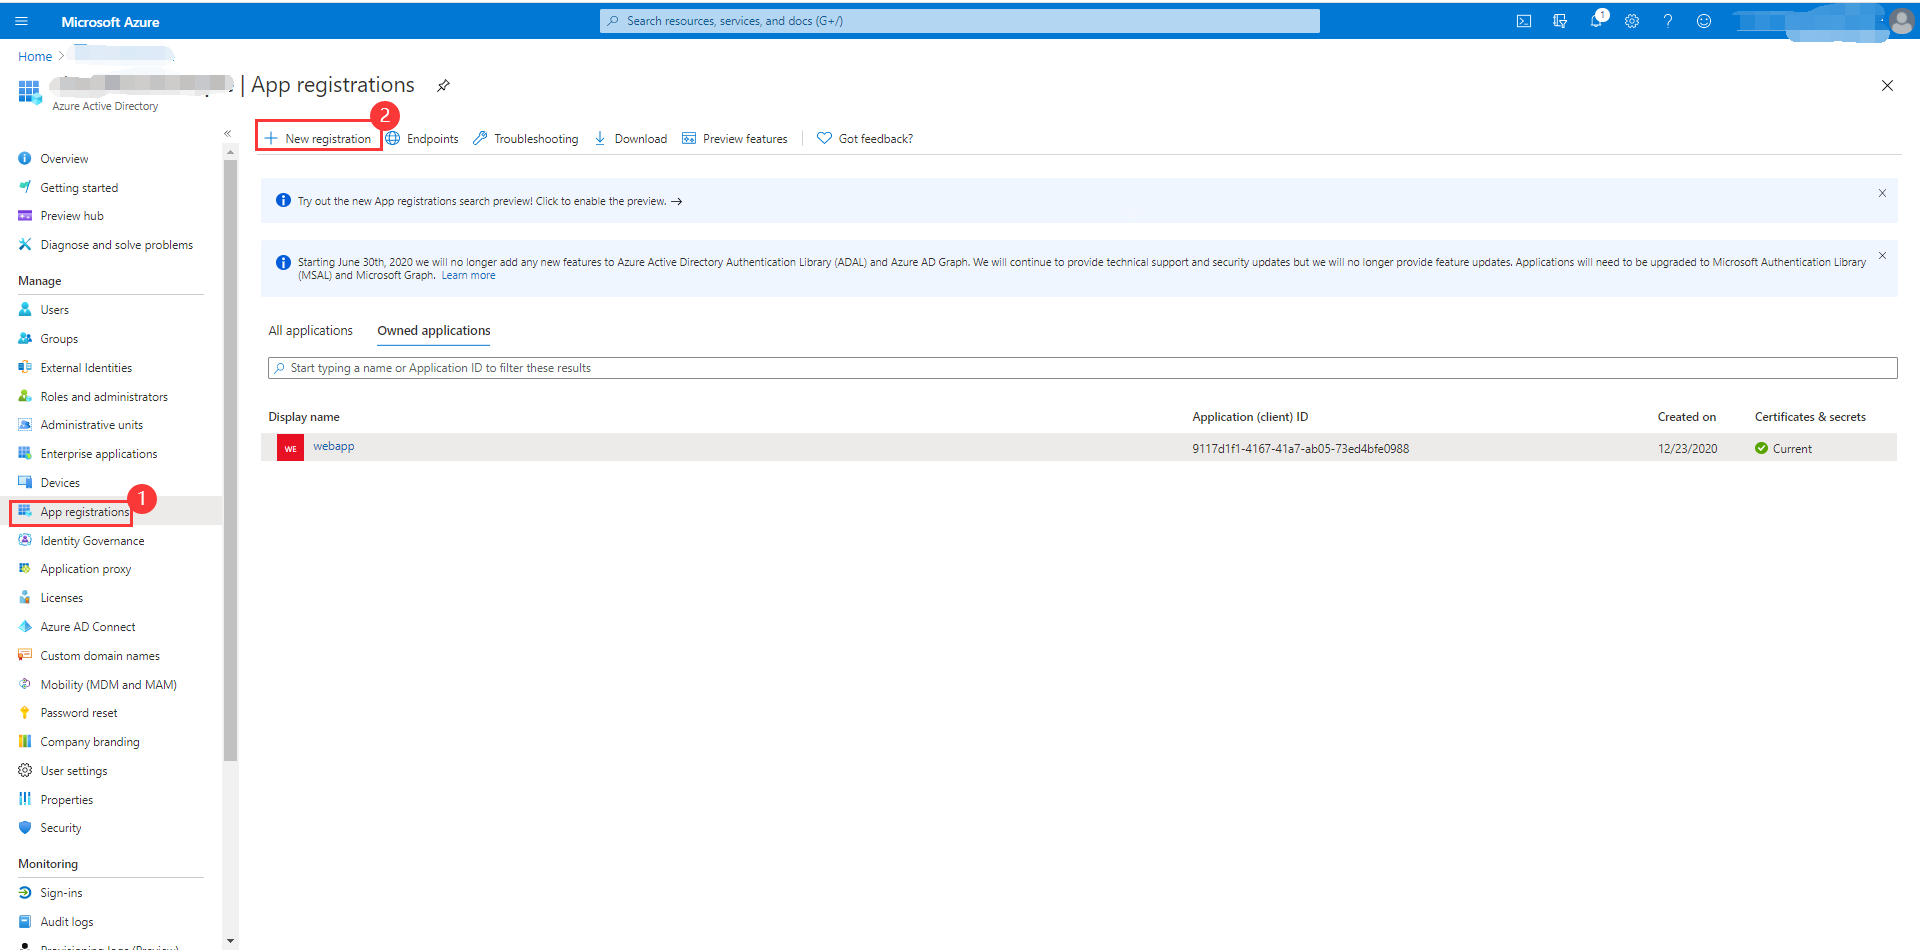 Microsoft Azure
Search resources, services, and docs (G+/)
1
Home
| App registrations
Azure Active Directory
2
New registration
Endpoints
Troubleshooting
Download
Preview features
Got feedback?
Overview
Getting started
Preview hub
Diagnose and solve problems
Manage
Users
Groups
External Identities
Roles and administrators
Administrative units
Enterprise applications
Devices
1
App registrations
Identity Governance
Application proxy
Licenses
Azure AD Connect
Custom domain names
Mobility (MDM and MAM)
Password reset
Company branding
User settings
Properties
Security
Monitoring
Sign-ins
Audit logs
Provisioning logs (Preview)
Try out the new App registrations search preview! Click to enable the preview. →
Starting June 30th, 2020 we will no longer add any new features to Azure Active Directory Authentication Library (ADAL) and Azure AD Graph. We will continue to provide technical support and security updates but we will no longer provide feature updates. Applications will need to be upgraded to Microsoft Authentication Library
(MSAL) and Microsoft Graph. Learn more
All applications
Owned applications
Start typing a name or Application ID to filter these results
Display name
Application (client) ID
Created on
Certificates & secrets
WE
webapp
9117d1f1-4167-41a7-ab05-73ed4bfe0988
12/23/2020
Current